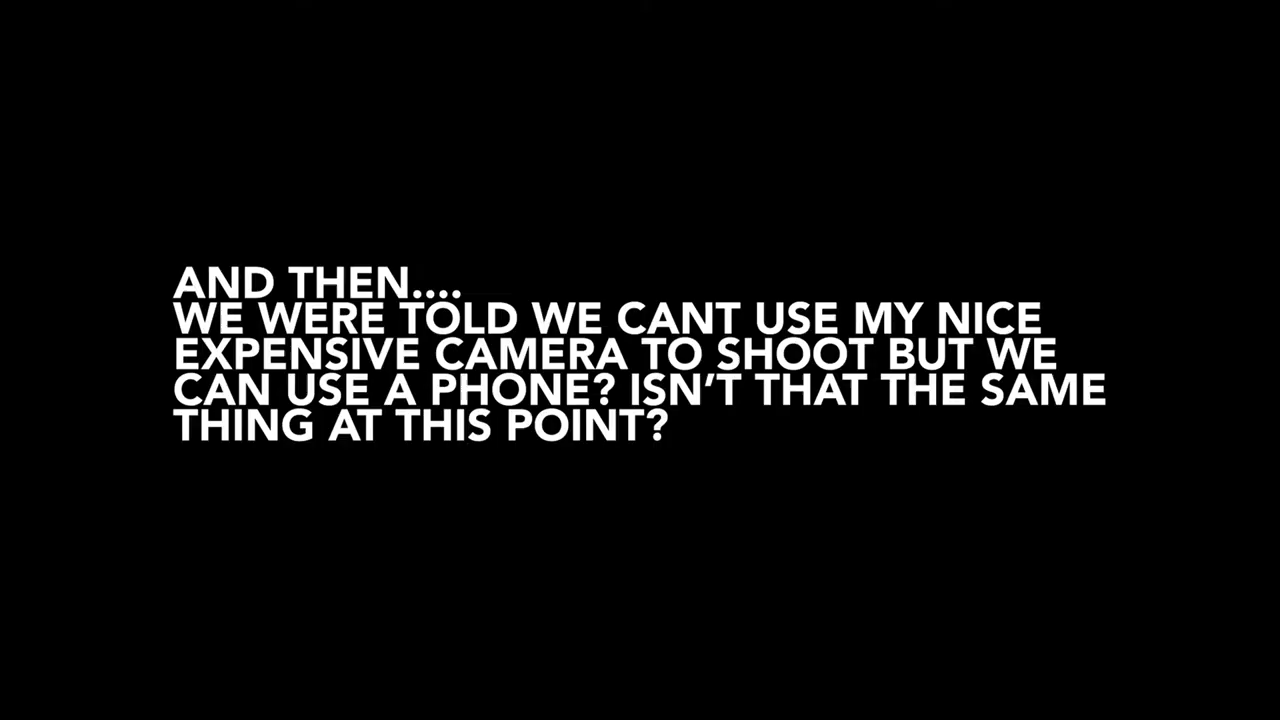 AND THEN....
WE WERE TOLD WE CANT USE MY NICE
EXPENSIVE CAMERA TO SHOOT BUT WE
CAN USE A PHONE? ISN’T THAT THE SAME
THING AT THIS POINT?